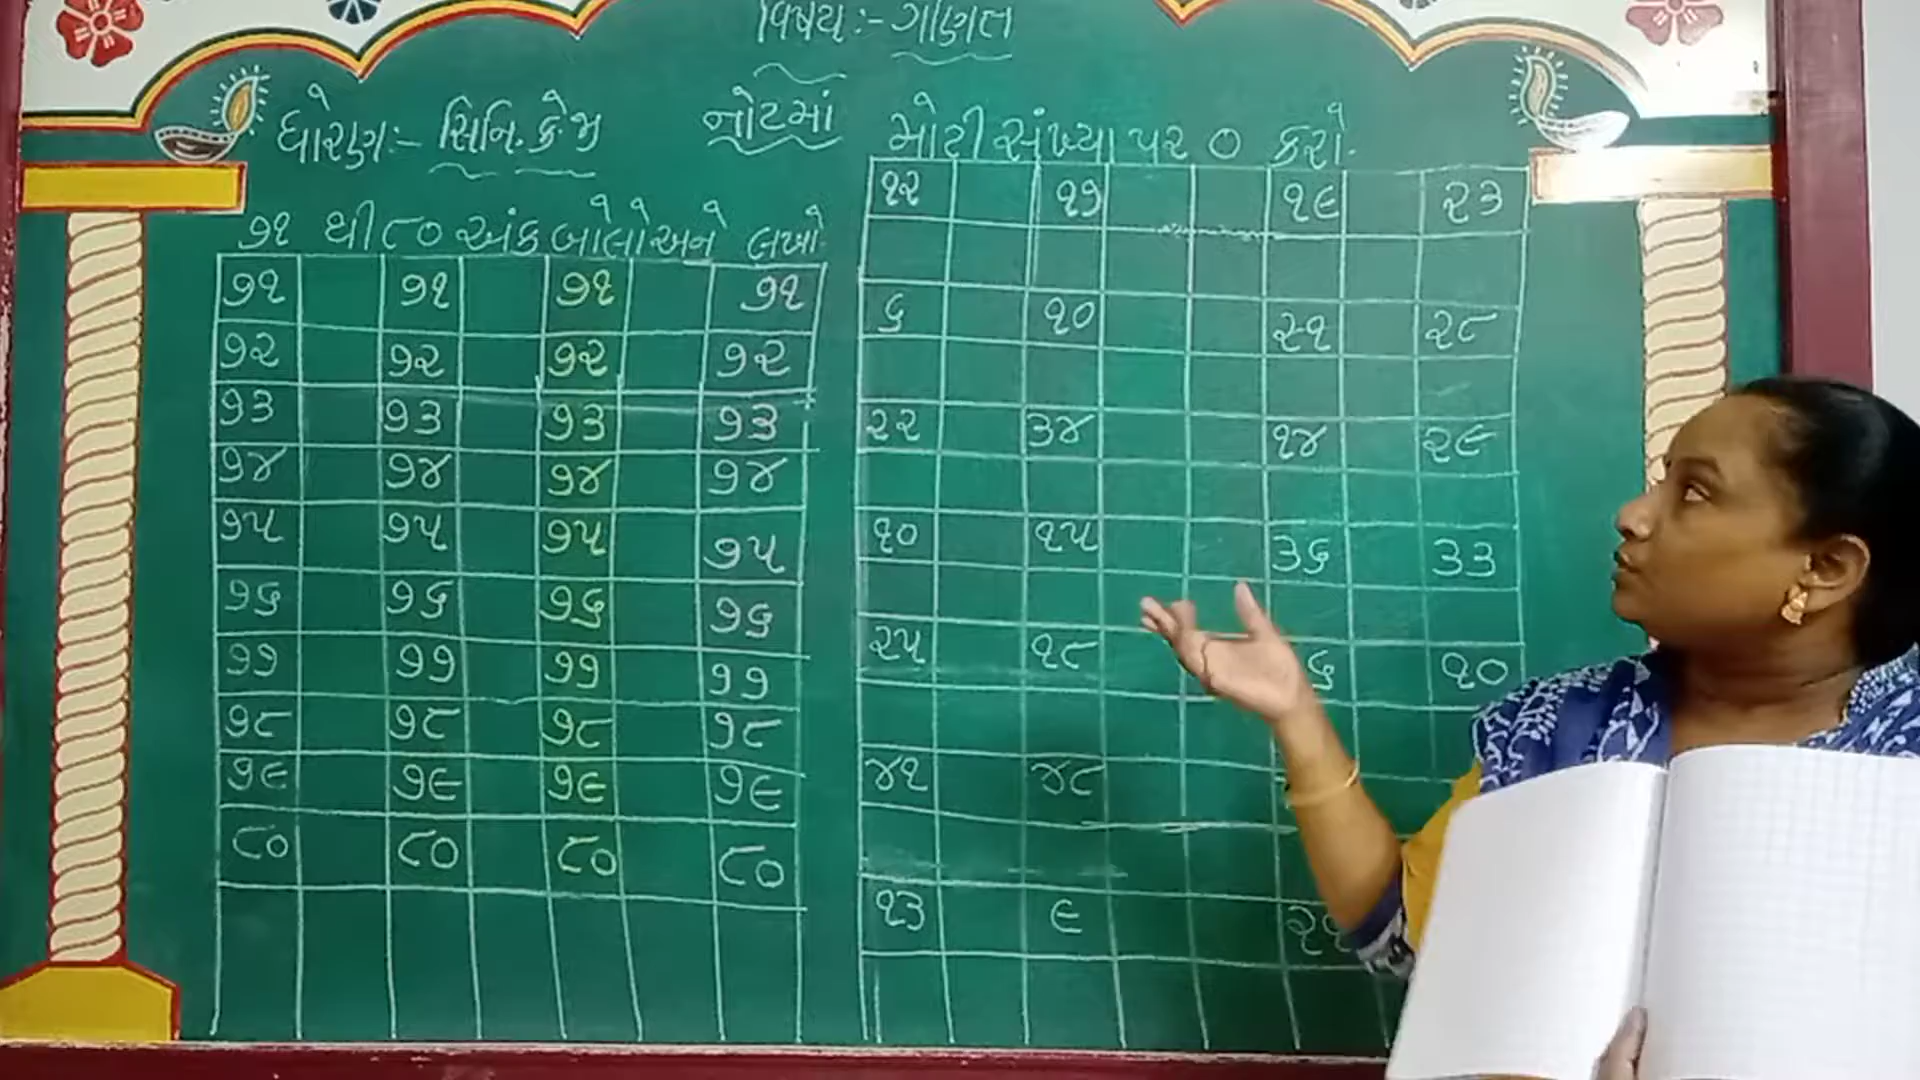 વિષય:- ગણિત
ધોરણ:- સિનિ. કે.જી
નોટમાં
૭૧ થી ૮૦ અંક બોલો અને લખો
૭૧ ૭૧ ૭૧ ૭૧
૭૨ ૭૨ ૭૨ ૭૨
૭૩ ૭૩ ૭૩ ૭૩
૭૪ ૭૪ ૭૪ ૭૪
૭૫ ૭૫ ૭૫ ૭૫
૭૬ ૭૬ ૭૬ ૭૬
૭૭ ૭૭ ૭૭ ૭૭
૭૮ ૭૮ ૭૮ ૭૮
૭૯ ૭૯ ૭૯ ૭૯
૮૦ ૮૦ ૮૦ ૮૦
મોટી સંખ્યા પર ૦ કરો.
૧૨ ૧૭ ૧૯ ૨૩
૬ ૧૦ ૨૧ ૨૮
૨૨ ૩૪ ૧૪ ૨૯
૧૦ ૧૫ ૩૬ ૩૩
૨૫ ૧૮ ૬ ૧૦
૪૧ ૪૮
૧૩ ૯